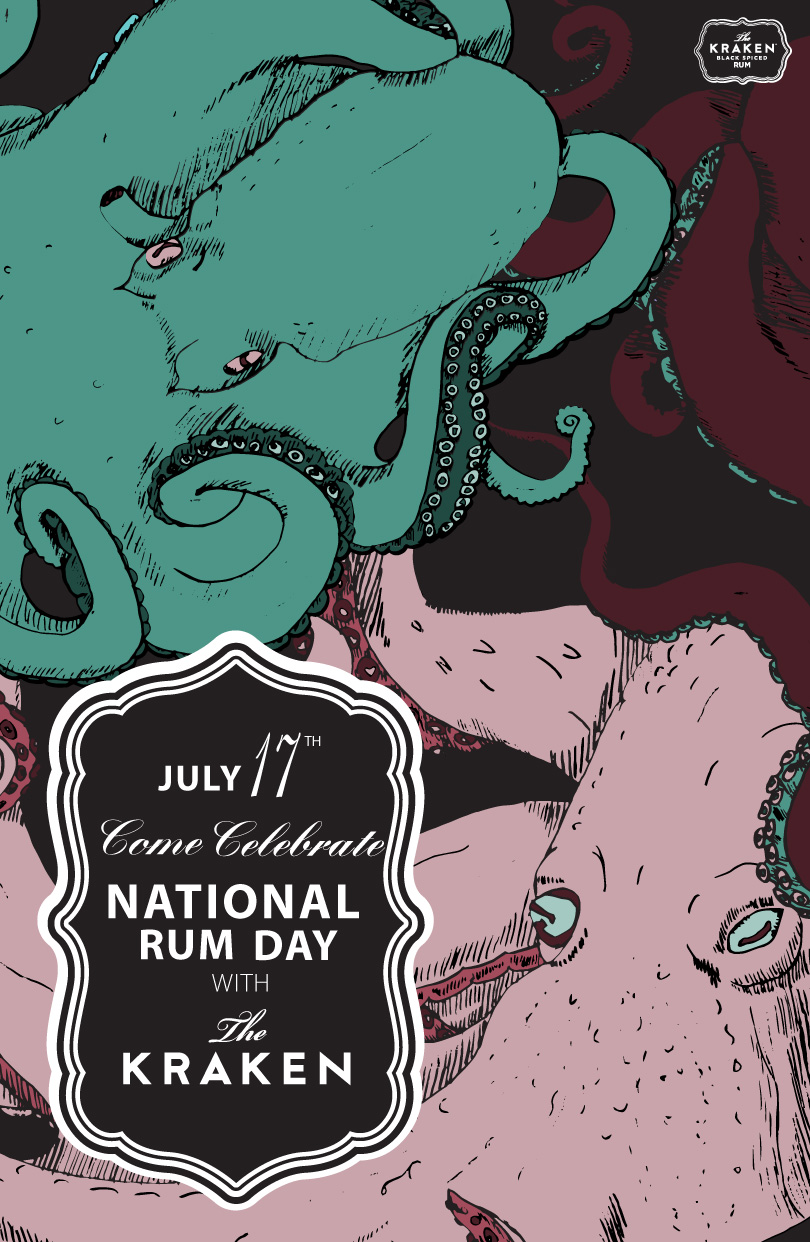 The
KRAKEN
BLACK SPICED
RUM
JULY 17TH
Come Celebrate
NATIONAL
RUM DAY
WITH
The
KRAKEN